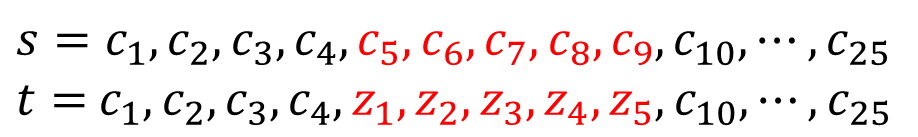 s = c₁, c₂, c₃, c₄, c₅, c₆, c₇, c₈, c₉, c₁₀, ⋯ , c₂₅
t = c₁, c₂, c₃, c₄, z₁, z₂, z₃, z₄, z₅, c₁₀, ⋯ , c₂₅